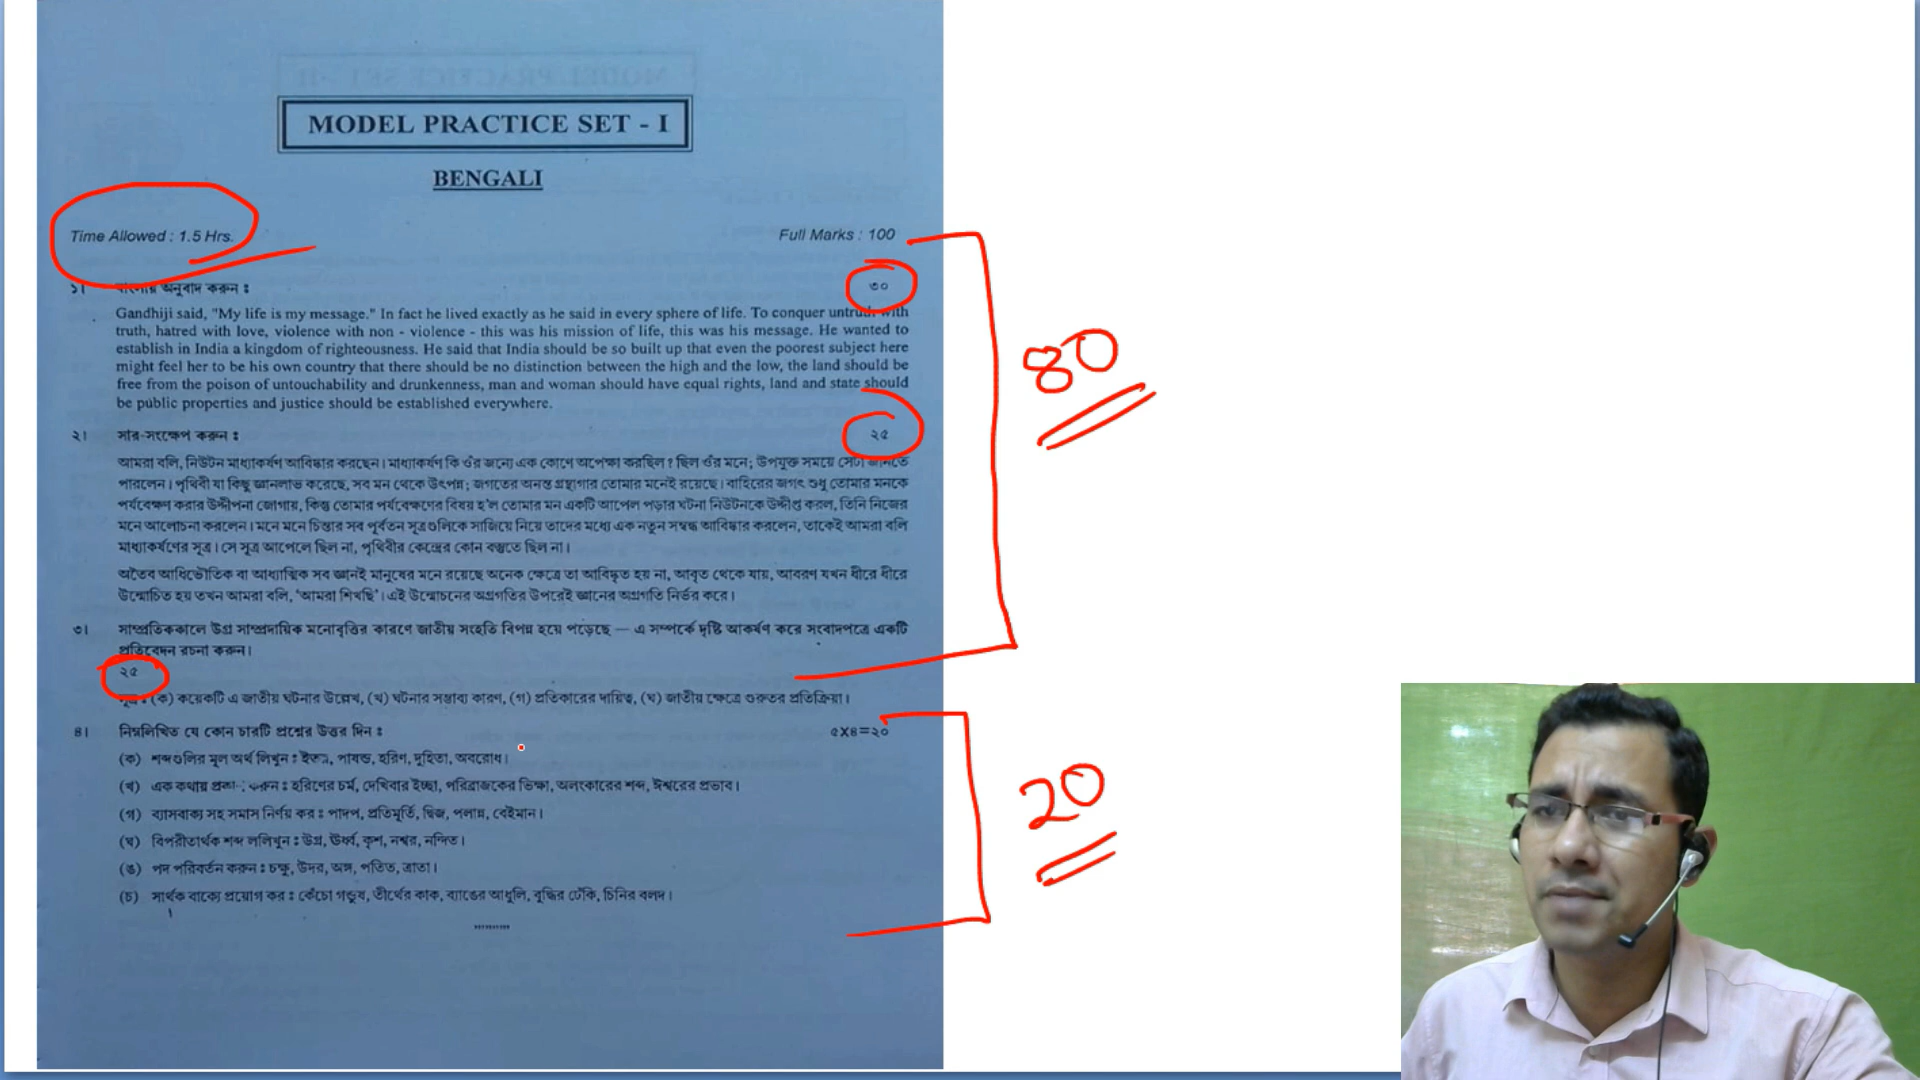 MODEL PRACTICE SET - I
BENGALI
Time Allowed : 1.5 Hrs.
Full Marks : 100
১। বাংলায় অনুবাদ করুন ঃ ৩০
Gandhiji said, "My life is my message." In fact he lived exactly as he said in every sphere of life. To conquer untruth with
truth, hatred with love, violence with non - violence - this was his mission of life, this was his message. He wanted to
establish in India a kingdom of righteousness. He said that India should be so built up that even the poorest subject here
might feel her to be his own country that there should be no distinction between the high and the low, the land should be
free from the poison of untouchability and drunkenness, man and woman should have equal rights, land and state should
be public properties and justice should be established everywhere.
২। সার-সংক্ষেপ করুন ঃ ২৫
আমরা বলি, নিউটন মাধ্যাকর্ষণ আবিষ্কার করছেন। মাধ্যাকর্ষণ কি ওঁর জন্যে এক কোণে অপেক্ষা করছিল ? ছিল ওঁর মনে; উপযুক্ত সময়ে সেটা জানতে
পারলেন। পৃথিবী যা কিছু জ্ঞানলাভ করেছে, সব মন থেকে উৎপন্ন; জগতের অনন্ত গ্রন্থাগার তোমার মনেই রয়েছে। বাহিরের জগৎ শুধু তোমার মনকে
পর্যবেক্ষণ করার উদ্দীপনা জোগায়, কিন্তু তোমার পর্যবেক্ষণের বিষয় হ'ল তোমার মন একটি আপেল পড়ার ঘটনা নিউটনকে উদ্দীপ্ত করল, তিনি নিজের
মনে আলোচনা করলেন। মনে মনে চিন্তার সব পূর্বতন সূত্রগুলিকে সাজিয়ে নিয়ে তাদের মধ্যে এক নতুন সম্বন্ধ আবিষ্কার করলেন, তাকেই আমরা বলি
মাধ্যাকর্ষণের সূত্র। সে সূত্র আপেলে ছিল না, পৃথিবীর কেন্দ্রের কোন বস্তুতে ছিল না।
অতৈব আধিভৌতিক বা আধ্যাত্মিক সব জ্ঞানই মানুষের মনে রয়েছে অনেক ক্ষেত্রে তা আবিষ্কৃত হয় না, আবৃত থেকে যায়, আবরণ যখন ধীরে ধীরে
উন্মোচিত হয় তখন আমরা বলি, 'আমরা শিখছি'। এই উন্মোচনের অগ্রগতির উপরেই জ্ঞানের অগ্রগতি নির্ভর করে।
৩। সাম্প্রতিককালে উগ্র সাম্প্রদায়িক মনোবৃত্তির কারণে জাতীয় সংহতি বিপন্ন হয়ে পড়েছে — এ সম্পর্কে দৃষ্টি আকর্ষণ করে সংবাদপত্রে একটি
প্রতিবেদন রচনা করুন।
২৫
সূত্র ঃ (ক) কয়েকটি এ জাতীয় ঘটনার উল্লেখ, (খ) ঘটনার সম্ভাব্য কারণ, (গ) প্রতিকারের দায়িত্ব, (ঘ) জাতীয় ক্ষেত্রে গুরুতর প্রতিক্রিয়া।
৪। নিম্নলিখিত যে কোন চারটি প্রশ্নের উত্তর দিন ঃ ৫X৪=২০
(ক) শব্দগুলির মূল অর্থ লিখুন ঃ ইতর, পাষন্ড, হরিণ, দুহিতা, অবরোধ।
(খ) এক কথায় প্রকাশ করুন ঃ হরিণের চর্ম, দেখিবার ইচ্ছা, পরিব্রাজকের ভিক্ষা, অলংকারের শব্দ, ঈশ্বরের প্রভাব।
(গ) ব্যাসবাক্য সহ সমাস নির্ণয় কর ঃ পাদপ, প্রতিমূর্তি, দ্বিজ, পলান্ন, বেইমান।
(ঘ) বিপরীতার্থক শব্দ ললিখুন ঃ উগ্র, ঊর্ধ্ব, কৃশ, নশ্বর, নন্দিত।
(ঙ) পদ পরিবর্তন করুন ঃ চক্ষু, উদর, অঙ্গ, পতিত, ত্রাতা।
(চ) সার্থক বাক্যে প্রয়োগ কর ঃ কেঁচো গন্ডুষ, তীর্থের কাক, ব্যাঙের আধুলি, বুদ্ধির ঢেঁকি, চিনির বলদ।
80
20